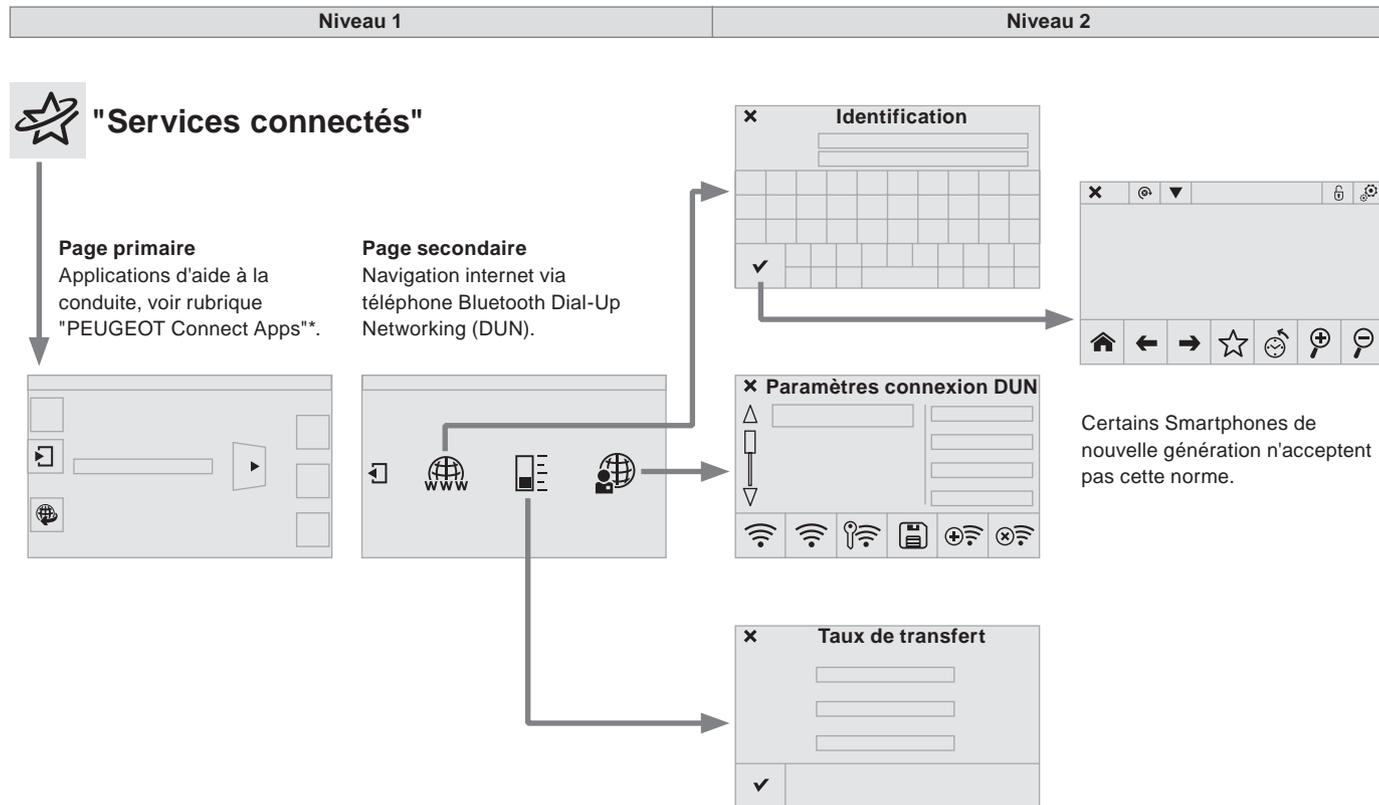 Niveau 1
Niveau 2
"Services connectés"
Page primaire
Applications d'aide à la
conduite, voir rubrique
"PEUGEOT Connect Apps"*.
Page secondaire
Navigation internet via
téléphone Bluetooth Dial-Up
Networking (DUN).
WWW
Identification
Paramètres connexion DUN
Taux de transfert
Certains Smartphones de
nouvelle génération n'acceptent
pas cette norme.